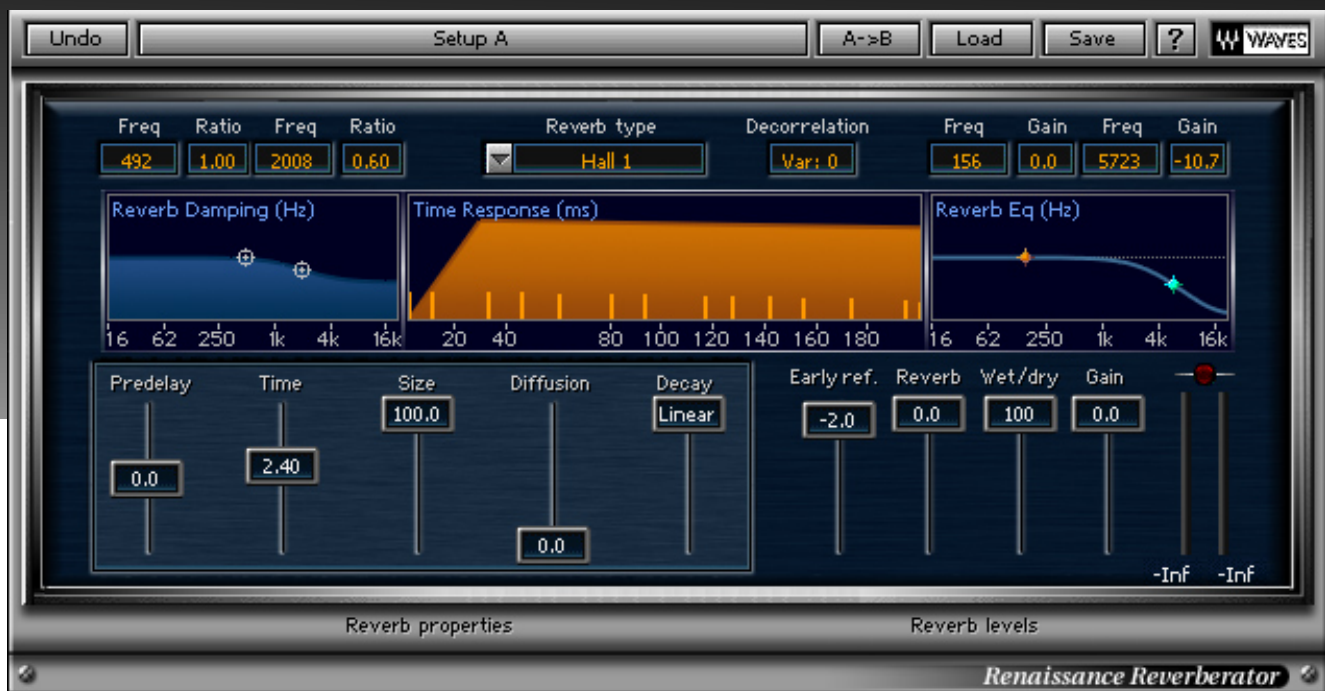 Undo Setup A A->B Load Save ? WAVES
Freq Ratio Freq Ratio Reverb type Decorrelation Freq Gain Freq Gain
492 1.00 2008 0.60 Hall 1 Var: 0 156 0.0 5723 -10.7
Reverb Damping (Hz) Time Response (ms) Reverb Eq (Hz)
16 62 250 1k 4k 16k 20 40 80 100 120 140 160 180 16 62 250 1k 4k 16k
Predelay Time Size Diffusion Decay Early ref. Reverb Wet/dry Gain
0.0 2.40 100.0 0.0 Linear -2.0 0.0 100 0.0
-Inf -Inf
Reverb properties Reverb levels
Renaissance Reverberator